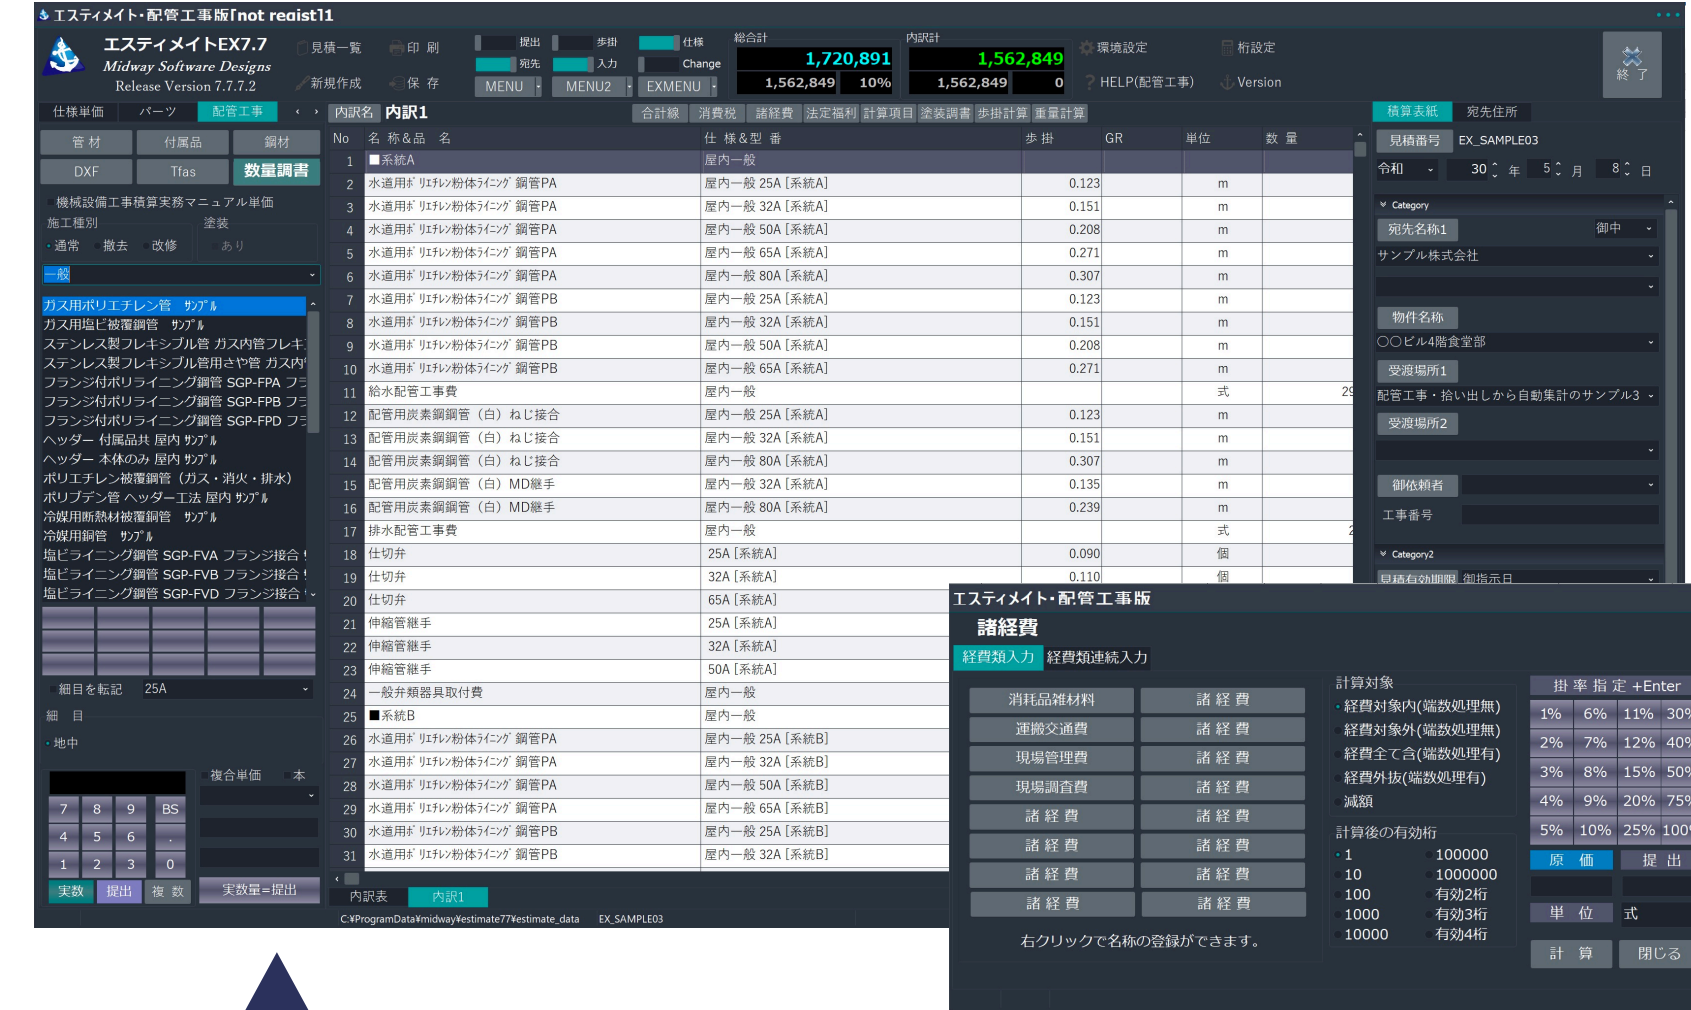 エスティメイト・配管工事版[not regist]1
エスティメイトEX7.7
Midway Software Designs
Release Version 7.7.7.2
見積一覧
印 刷
新規作成
保 存
提出
歩掛
仕様
宛先
入力
Change
MENU
MENU2
EXMENU
総合計
1,720,891
1,562,849 10%
内訳計
1,562,849
1,562,849 0
環境設定
桁設定
HELP(配管工事)
Version
終 了
仕様単価 パーツ 配管工事
管 材 付属品 鋼材
DXF Tfas 数量調書
機械設備工事積算実務マニュアル単価
施工種別 塗装
通常 撤去 改修 あり
一般
ガス用ポリエチレン管 ｻﾝﾌﾟﾙ
ガス用塩ビ被覆鋼管 ｻﾝﾌﾟﾙ
ステンレス製フレキシブル管 ガス内管フレキ
ステンレス製フレキシブル管用さや管 ガス内
フランジ付ポリライニング鋼管 SGP-FPA フラ
フランジ付ポリライニング鋼管 SGP-FPB フラ
フランジ付ポリライニング鋼管 SGP-FPD フラ
ヘッダー 付属品共 屋内 ｻﾝﾌﾟﾙ
ヘッダー 本体のみ 屋内 ｻﾝﾌﾟﾙ
ポリエチレン被覆鋼管（ガス・消火・排水）
ポリブデン管 ヘッダー工法 屋内 ｻﾝﾌﾟﾙ
冷媒用断熱材被覆銅管 ｻﾝﾌﾟﾙ
冷媒用銅管 ｻﾝﾌﾟﾙ
塩ビライニング鋼管 SGP-FVA フランジ接合
塩ビライニング鋼管 SGP-FVB フランジ接合
塩ビライニング鋼管 SGP-FVD フランジ接合
細目を転記 25A
細 目
地中
複合単価 本
7 8 9 BS
4 5 6 .
1 2 3 0
実数 提出 複 数 実数量=提出
内訳名 内訳1
合計線 消費税 諸経費 法定福利 計算項目 塗装調書 歩掛計算 重量計算
No 名 称&品 名 仕 様&型 番 歩 掛 GR 単位 数 量
1 ■系統A 屋内一般
2 水道用ﾎﾟﾘｴﾁﾚﾝ粉体ﾗｲﾆﾝｸﾞ鋼管PA 屋内一般 25A [系統A] 0.123 m
3 水道用ﾎﾟﾘｴﾁﾚﾝ粉体ﾗｲﾆﾝｸﾞ鋼管PA 屋内一般 32A [系統A] 0.151 m
4 水道用ﾎﾟﾘｴﾁﾚﾝ粉体ﾗｲﾆﾝｸﾞ鋼管PA 屋内一般 50A [系統A] 0.208 m
5 水道用ﾎﾟﾘｴﾁﾚﾝ粉体ﾗｲﾆﾝｸﾞ鋼管PA 屋内一般 65A [系統A] 0.271 m
6 水道用ﾎﾟﾘｴﾁﾚﾝ粉体ﾗｲﾆﾝｸﾞ鋼管PA 屋内一般 80A [系統A] 0.307 m
7 水道用ﾎﾟﾘｴﾁﾚﾝ粉体ﾗｲﾆﾝｸﾞ鋼管PB 屋内一般 25A [系統A] 0.123 m
8 水道用ﾎﾟﾘｴﾁﾚﾝ粉体ﾗｲﾆﾝｸﾞ鋼管PB 屋内一般 32A [系統A] 0.151 m
9 水道用ﾎﾟﾘｴﾁﾚﾝ粉体ﾗｲﾆﾝｸﾞ鋼管PB 屋内一般 50A [系統A] 0.208 m
10 水道用ﾎﾟﾘｴﾁﾚﾝ粉体ﾗｲﾆﾝｸﾞ鋼管PB 屋内一般 65A [系統A] 0.271 m
11 給水配管工事費 屋内一般 式 29
12 配管用炭素鋼鋼管（白）ねじ接合 屋内一般 25A [系統A] 0.123 m
13 配管用炭素鋼鋼管（白）ねじ接合 屋内一般 32A [系統A] 0.151 m
14 配管用炭素鋼鋼管（白）ねじ接合 屋内一般 80A [系統A] 0.307 m
15 配管用炭素鋼鋼管（白）MD継手 屋内一般 32A [系統A] 0.135 m
16 配管用炭素鋼鋼管（白）MD継手 屋内一般 80A [系統A] 0.239 m
17 排水配管工事費 屋内一般 式 2
18 仕切弁 25A [系統A] 0.090 個
19 仕切弁 32A [系統A] 0.110 個
20 仕切弁 65A [系統A]
21 伸縮管継手 25A [系統A]
22 伸縮管継手 32A [系統A]
23 伸縮管継手 50A [系統A]
24 一般弁類器具取付費 屋内一般
25 ■系統B 屋内一般
26 水道用ﾎﾟﾘｴﾁﾚﾝ粉体ﾗｲﾆﾝｸﾞ鋼管PA 屋内一般 25A [系統B]
27 水道用ﾎﾟﾘｴﾁﾚﾝ粉体ﾗｲﾆﾝｸﾞ鋼管PA 屋内一般 32A [系統B]
28 水道用ﾎﾟﾘｴﾁﾚﾝ粉体ﾗｲﾆﾝｸﾞ鋼管PA 屋内一般 50A [系統B]
29 水道用ﾎﾟﾘｴﾁﾚﾝ粉体ﾗｲﾆﾝｸﾞ鋼管PA 屋内一般 65A [系統B]
30 水道用ﾎﾟﾘｴﾁﾚﾝ粉体ﾗｲﾆﾝｸﾞ鋼管PB 屋内一般 25A [系統B]
31 水道用ﾎﾟﾘｴﾁﾚﾝ粉体ﾗｲﾆﾝｸﾞ鋼管PB 屋内一般 32A [系統B]
内訳表 内訳1
C:¥ProgramData¥midway¥estimate77¥estimate_data EX_SAMPLE03
積算表紙 宛先住所
見積番号 EX_SAMPLE03
令和 30 年 5 月 8 日
Category
宛先名称1 御中
サンプル株式会社
物件名称
〇〇ビル4階食堂部
受渡場所1
配管工事・拾い出しから自動集計のサンプル3
受渡場所2
御依頼者
工事番号
Category2
見積有効期限 御指示日
エスティメイト・配管工事版
諸経費
経費類入力 経費類連続入力
消耗品雑材料 諸 経 費
運搬交通費 諸 経 費
現場管理費 諸 経 費
現場調査費 諸 経 費
諸 経 費 諸 経 費
諸 経 費 諸 経 費
諸 経 費 諸 経 費
諸 経 費 諸 経 費
右クリックで名称の登録ができます。
計算対象
経費対象内(端数処理無)
経費対象外(端数処理無)
経費全て含(端数処理有)
経費外抜(端数処理有)
減額
計算後の有効桁
1 100000
10 1000000
100 有効2桁
1000 有効3桁
10000 有効4桁
掛 率 指 定 +Enter
1% 6% 11% 30%
2% 7% 12% 40%
3% 8% 15% 50%
4% 9% 20% 75%
5% 10% 25% 100%
原 価 提 出
単 位 式
計 算 閉じる